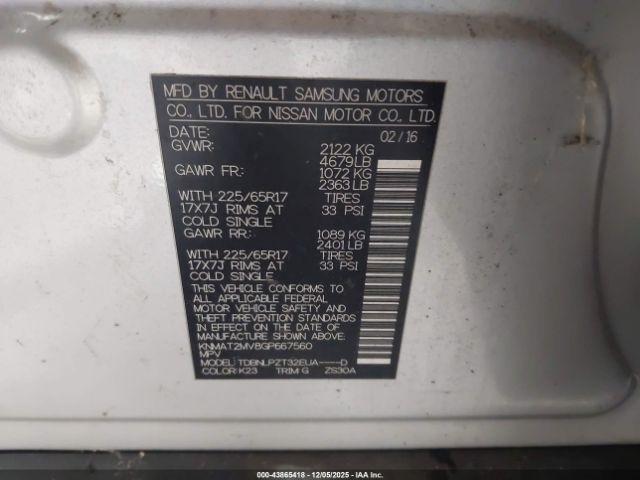 MFD BY RENAULT SAMSUNG MOTORS
CO., LTD. FOR NISSAN MOTOR CO., LTD.
DATE: 02/16
GVWR: 2122 KG
4679 LB
GAWR FR: 1072 KG
2363 LB
WITH 225/65R17 TIRES
17X7J RIMS AT 33 PSI
COLD SINGLE
GAWR RR: 1089 KG
2401 LB
WITH 225/65R17 TIRES
17X7J RIMS AT 33 PSI
COLD SINGLE
THIS VEHICLE CONFORMS TO
ALL APPLICABLE FEDERAL
MOTOR VEHICLE SAFETY AND
THEFT PREVENTION STANDARDS
IN EFFECT ON THE DATE OF
MANUFACTURE SHOWN ABOVE.
KNMAT2MV8GP667560
MPV
MODEL: TDBNLPZT32EUA----D
COLOR: K23 TRIM: G ZS30A
000-43865418 | 12/05/2025 - IAA Inc.